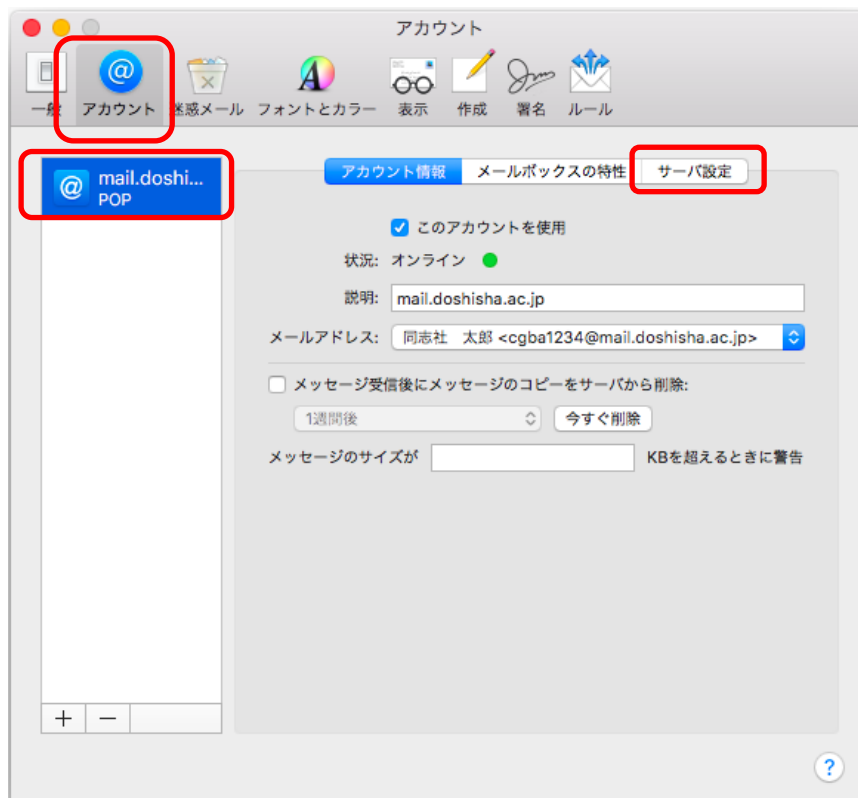 アカウント
一般 アカウント 迷惑メール フォントとカラー 表示 作成 署名 ルール
mail.doshi...
POP
アカウント情報 メールボックスの特性 サーバ設定
このアカウントを使用
状況: オンライン
説明: mail.doshisha.ac.jp
メールアドレス: 同志社 太郎 <cgba1234@mail.doshisha.ac.jp>
メッセージ受信後にメッセージのコピーをサーバから削除:
1週間後 今すぐ削除
メッセージのサイズが KBを超えるときに警告